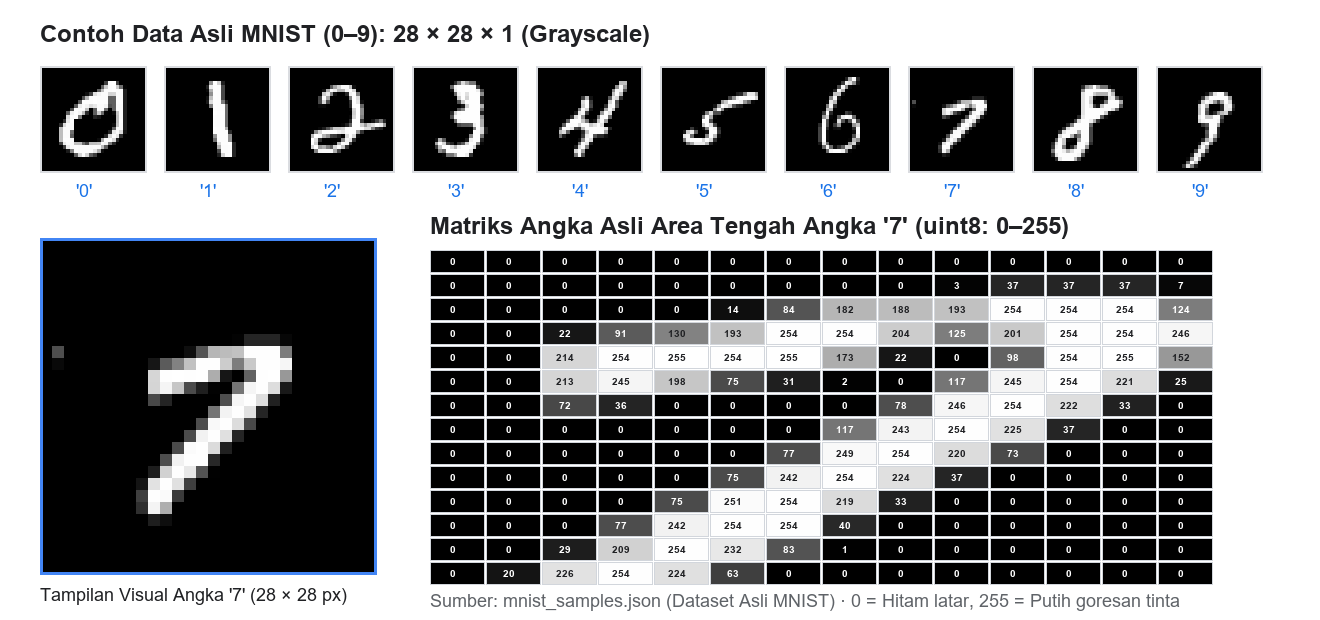 Contoh Data Asli MNIST (0–9): 28 × 28 × 1 (Grayscale)
'0' '1' '2' '3' '4' '5' '6' '7' '8' '9'
Matriks Angka Asli Area Tengah Angka '7' (uint8: 0–255)
0 0 0 0 0 0 0 0 0 0 0 0 0 0
0 0 0 0 0 0 0 0 0 3 37 37 37 7
0 0 0 0 0 14 84 182 188 193 254 254 254 124
0 0 22 91 130 193 254 254 204 125 201 254 254 246
0 0 214 254 255 254 255 173 22 0 98 254 255 152
0 0 213 245 198 75 31 2 0 117 245 254 221 25
0 0 72 36 0 0 0 0 78 246 254 222 33 0
0 0 0 0 0 0 0 117 243 254 225 37 0 0
0 0 0 0 0 0 77 249 254 220 73 0 0 0
0 0 0 0 0 75 242 254 224 37 0 0 0 0
0 0 0 0 75 251 254 219 33 0 0 0 0 0
0 0 0 77 242 254 254 40 0 0 0 0 0 0
0 0 29 209 254 232 83 1 0 0 0 0 0 0
0 20 226 254 224 63 0 0 0 0 0 0 0 0
Tampilan Visual Angka '7' (28 × 28 px)
Sumber: mnist_samples.json (Dataset Asli MNIST) · 0 = Hitam latar, 255 = Putih goresan tinta